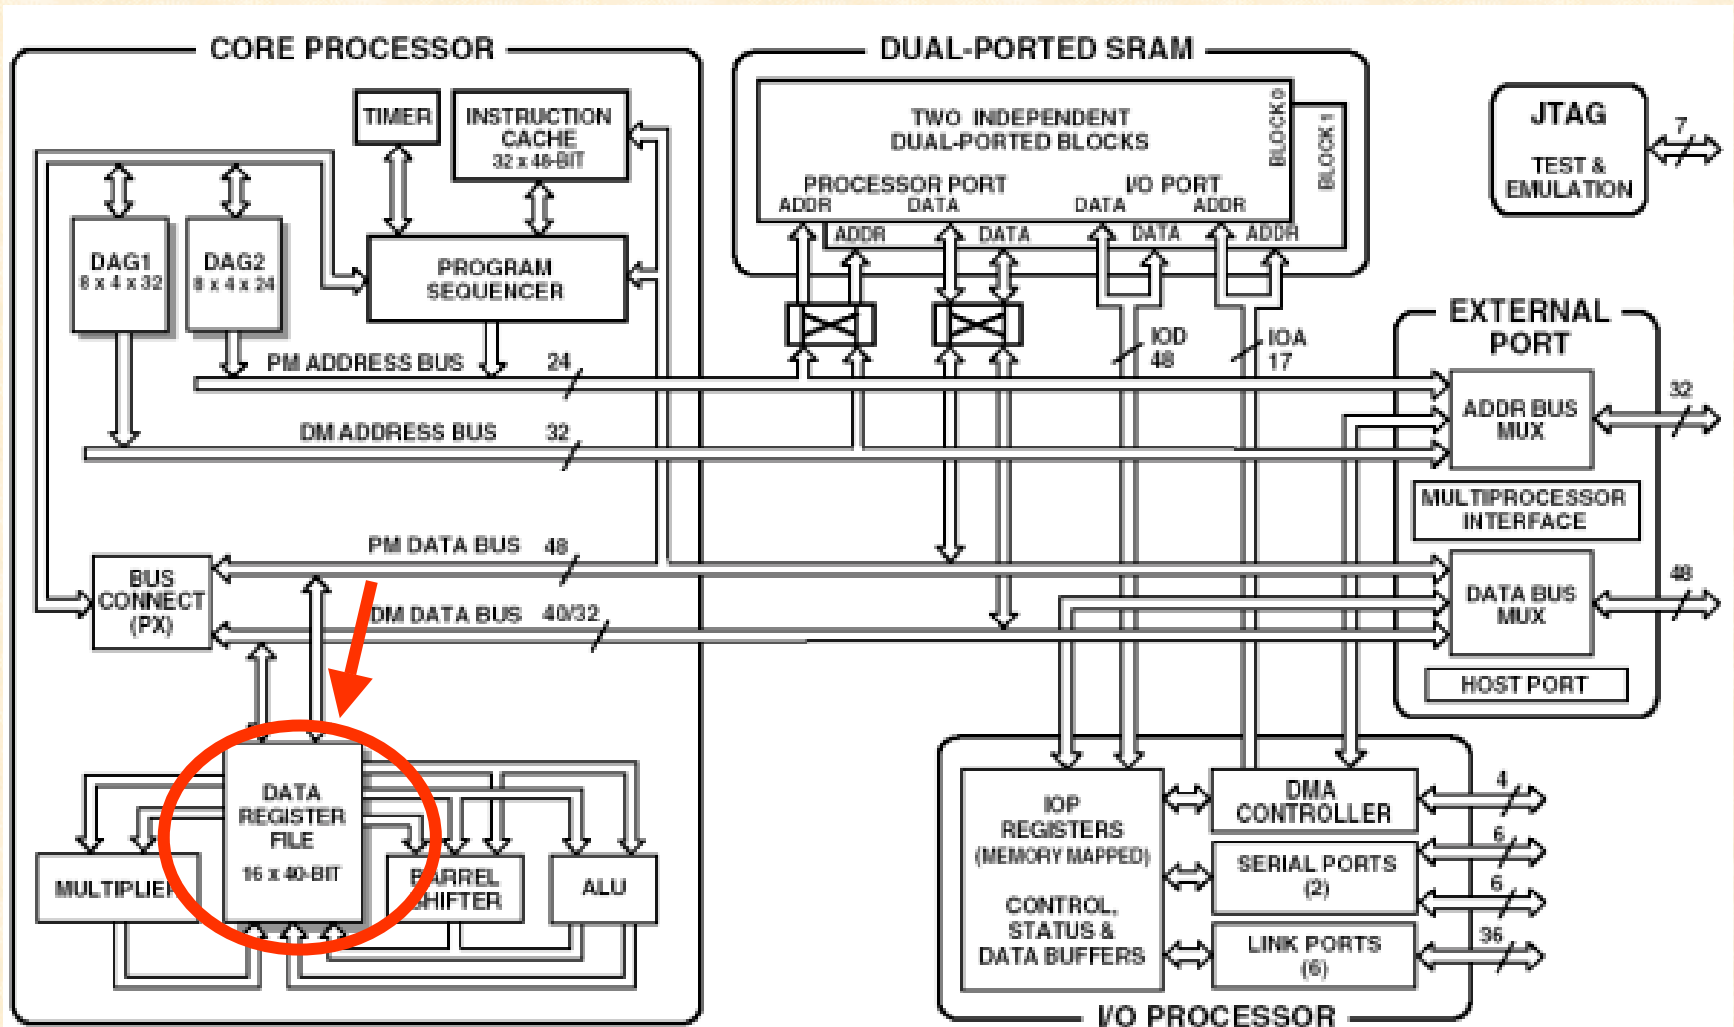 CORE PROCESSOR
TIMER
INSTRUCTION
CACHE
32 x 48-BIT
DAG1
8 x 4 x 32
DAG2
8 x 4 x 24
PROGRAM
SEQUENCER
PM ADDRESS BUS 24
DM ADDRESS BUS 32
PM DATA BUS 48
DM DATA BUS 40/32
BUS
CONNECT
(PX)
DATA
REGISTER
FILE
16 x 40-BIT
MULTIPLIER
BARREL
SHIFTER
ALU
DUAL-PORTED SRAM
TWO INDEPENDENT
DUAL-PORTED BLOCKS
BLOCK 0
BLOCK 1
PROCESSOR PORT
I/O PORT
ADDR
DATA
DATA
ADDR
ADDR
DATA
DATA
ADDR
IOD
48
IOA
17
JTAG
TEST &
EMULATION
7
EXTERNAL
PORT
ADDR BUS
MUX
32
MULTIPROCESSOR
INTERFACE
DATA BUS
MUX
48
HOST PORT
IOP
REGISTERS
(MEMORY MAPPED)
CONTROL,
STATUS &
DATA BUFFERS
DMA
CONTROLLER
4
SERIAL PORTS
(2)
6
6
LINK PORTS
(6)
36
I/O PROCESSOR